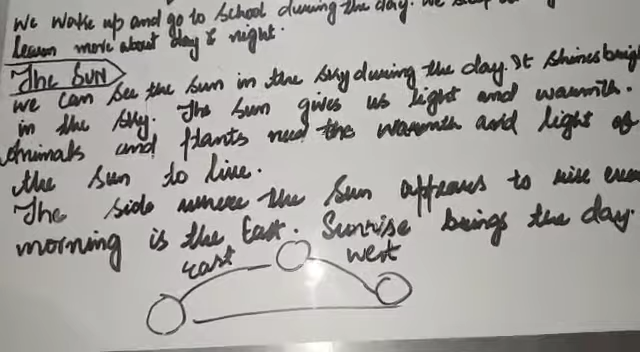 We wake up and go to school during the day. We
learn more about day & night.
The Sun
we can see the sun in the sky during the day. It shines brigh
in the sky. The sun gives us light and warmth.
Animals and plants need the warmth and light of
the sun to live.
The side where the sun appears to rise
morning is the East. Sunrise brings the day.
east west